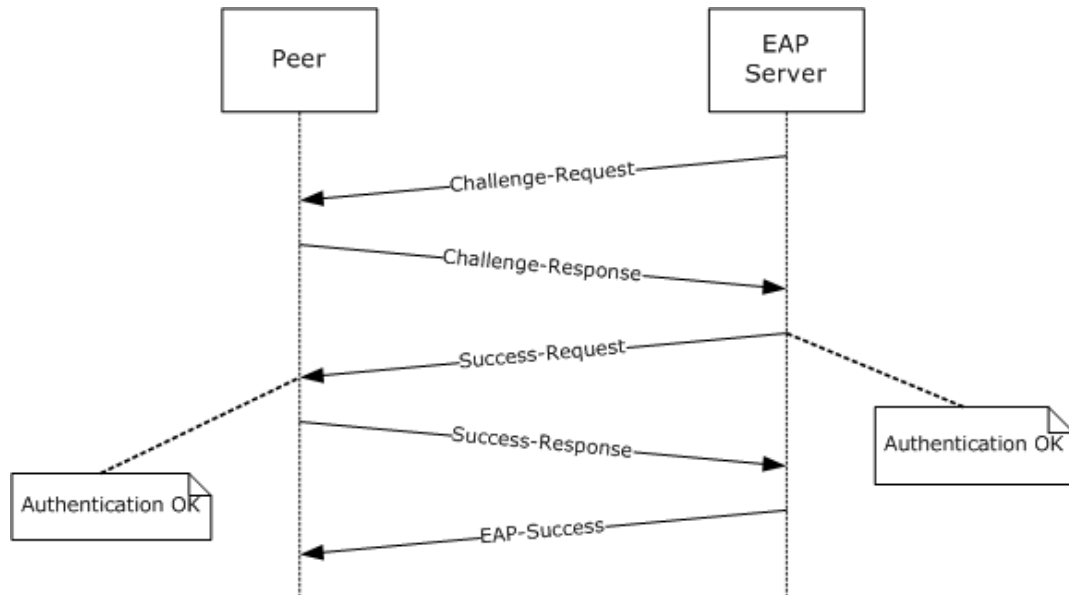 Peer
EAP
Server
Challenge-Request
Challenge-Response
Success-Request
Authentication OK
Success-Response
Authentication OK
EAP-Success